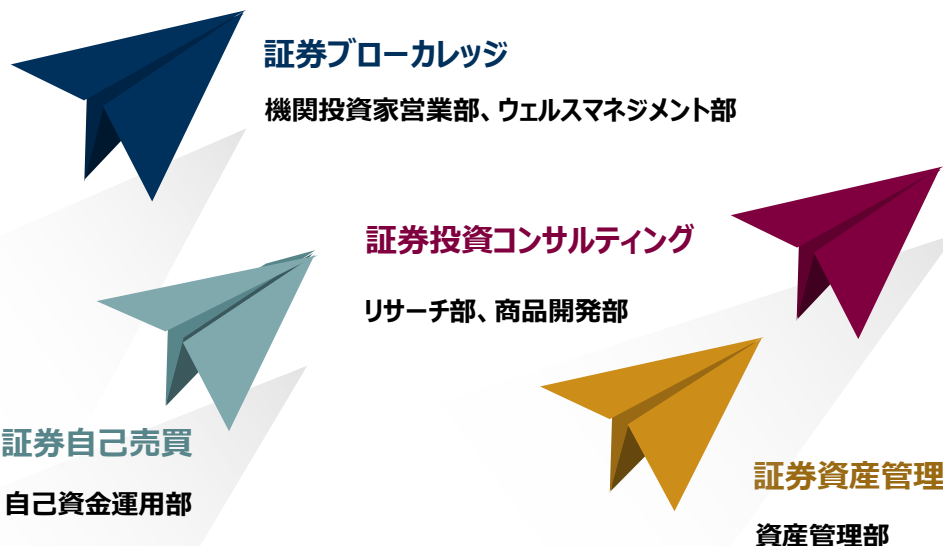 証券ブローカレッジ
機関投資家営業部、ウェルスマネジメント部
証券投資コンサルティング
リサーチ部、商品開発部
証券自己売買
自己資金運用部
証券資産管理
資産管理部